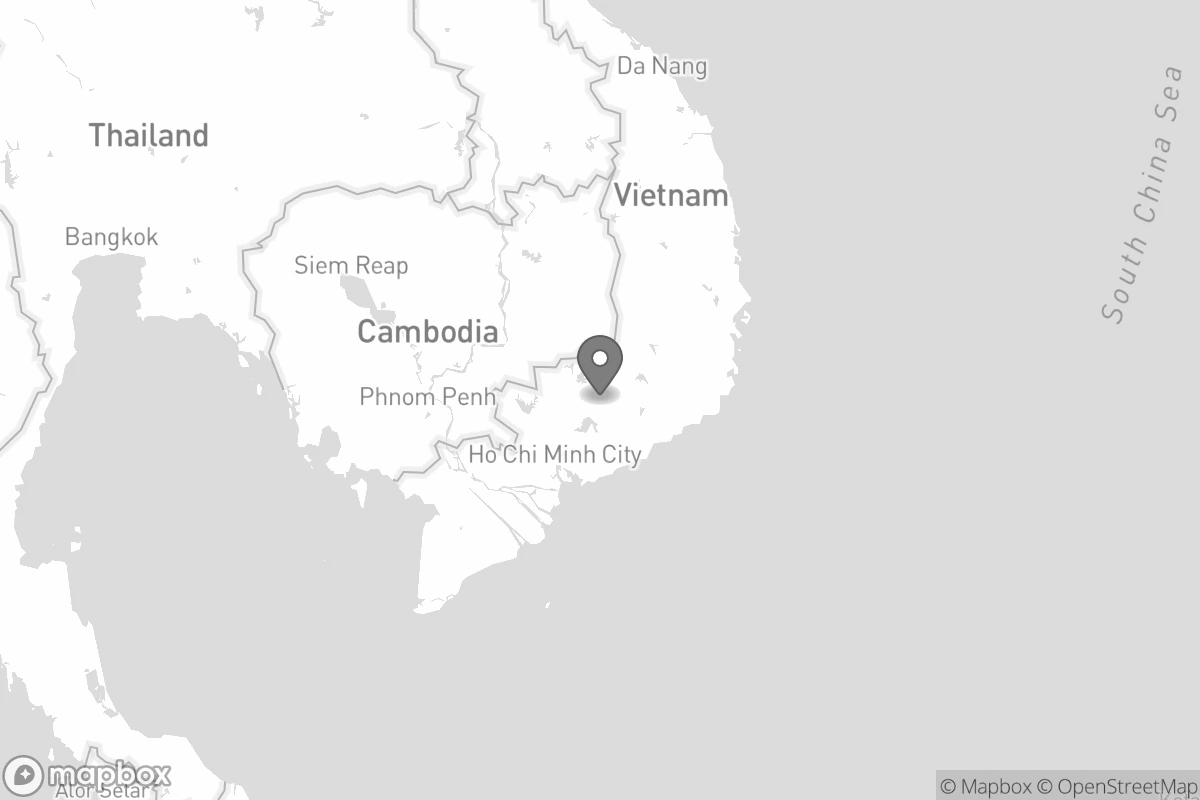 Da Nang
South China Sea
Thailand
Vietnam
Bangkok
Siem Reap
Cambodia
Phnom Penh
Ho Chi Minh City
mapbox
Alor Setar
© Mapbox © OpenStreetMap